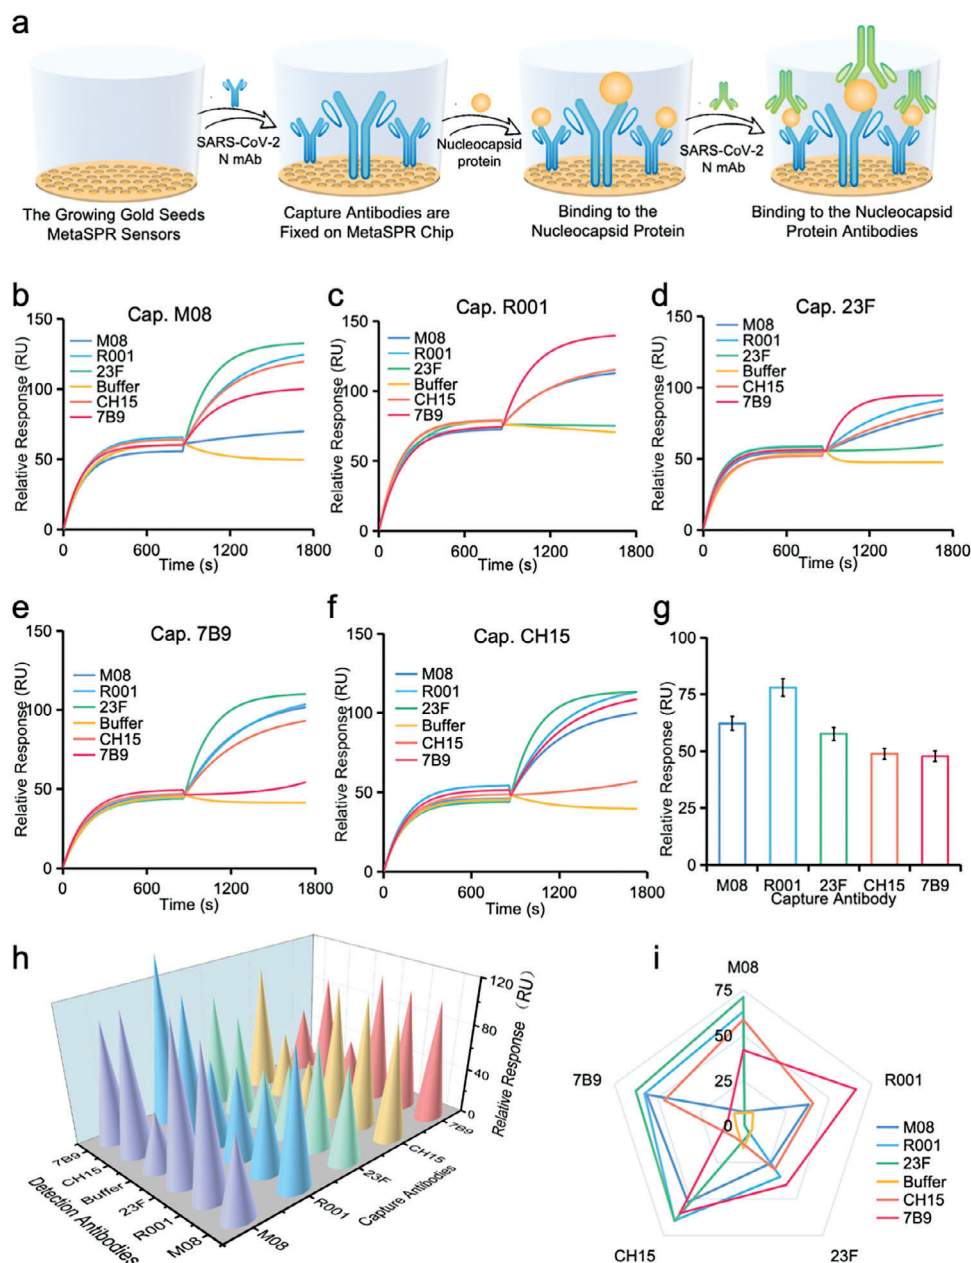 a
SARS-CoV-2
N mAb
Nucleocapsid
protein
SARS-CoV-2
N mAb
The Growing Gold Seeds
MetaSPR Sensors
Capture Antibodies are
Fixed on MetaSPR Chip
Binding to the
Nucleocapsid Protein
Binding to the Nucleocapsid
Protein Antibodies
b
Cap. M08
Relative Response (RU)
150
100
50
0
M08
R001
23F
Buffer
CH15
7B9
0 600 1200 1800
Time (s)
c
Cap. R001
Relative Response (RU)
150
100
50
0
M08
R001
23F
Buffer
CH15
7B9
0 600 1200 1800
Time (s)
d
Cap. 23F
Relative Response (RU)
150
100
50
0
M08
R001
23F
Buffer
CH15
7B9
0 600 1200 1800
Time (s)
e
Cap. 7B9
Relative Response (RU)
150
100
50
0
M08
R001
23F
Buffer
CH15
7B9
0 600 1200 1800
Time (s)
f
Cap. CH15
Relative Response (RU)
150
100
50
0
M08
R001
23F
Buffer
CH15
7B9
0 600 1200 1800
Time (s)
g
Relative Response (RU)
100
75
50
25
0
M08 R001 23F CH15 7B9
Capture Antibody
h
120
80
40
0
Relative Response (RU)
7B9
CH15
Buffer
23F
R001
M08
Detection Antibodies
7B9
CH15
23F
R001
M08
Capture Antibodies
i
M08
75
50
25
0
7B9
R001
CH15
23F
M08
R001
23F
Buffer
CH15
7B9